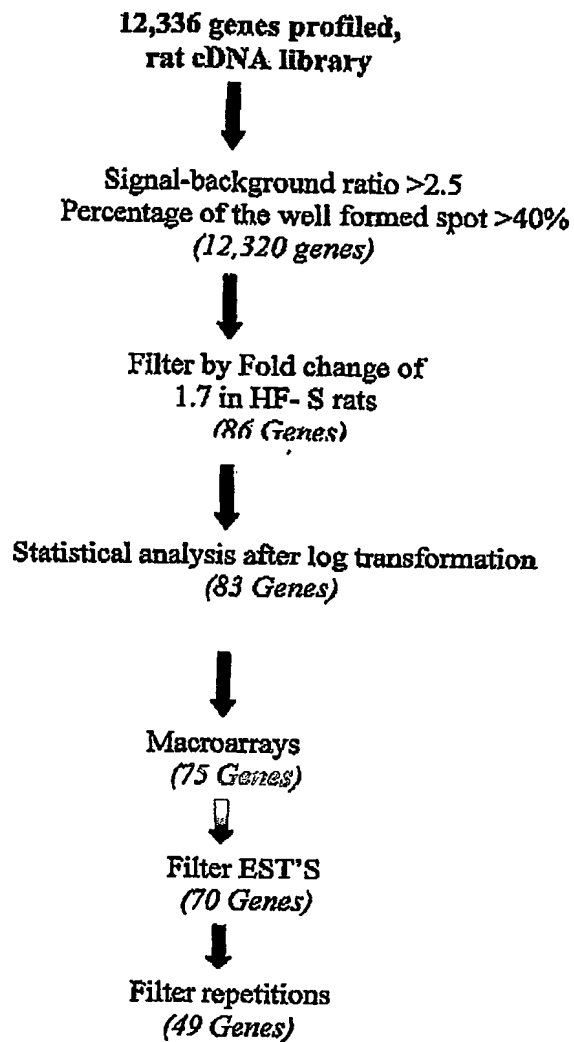 12,336 genes profiled,
rat cDNA library
Signal-background ratio >2.5
Percentage of the well formed spot >40%
(12,320 genes)
Filter by Fold change of
1.7 in HF- S rats
(86 Genes)
Statistical analysis after log transformation
(83 Genes)
Macroarrays
(75 Genes)
Filter EST'S
(70 Genes)
Filter repetitions
(49 Genes)